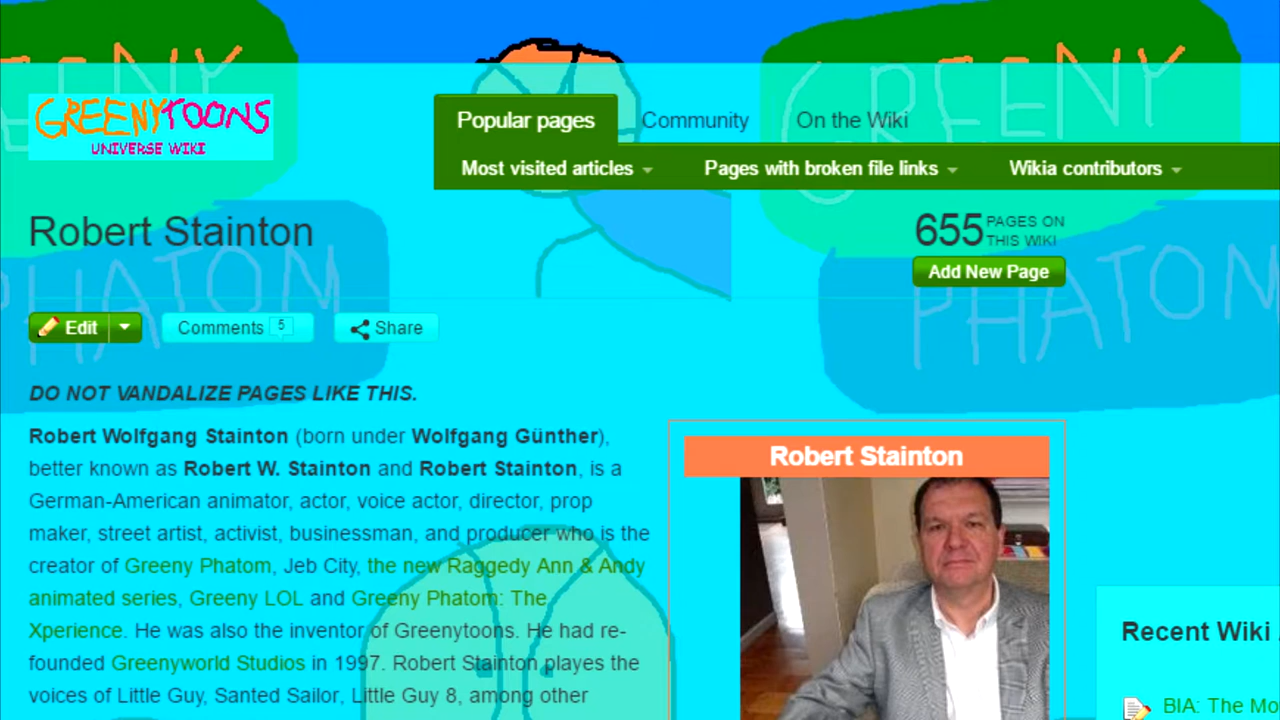 GREENY
GREENYTOONS
UNIVERSE WIKI
Popular pages
Community
On the Wiki
Most visited articles
Pages with broken file links
Wikia contributors
Robert Stainton
655 PAGES ON
THIS WIKI
Add New Page
PHATOM
PHATOM
Edit
Comments 5
Share
DO NOT VANDALIZE PAGES LIKE THIS.
Robert Wolfgang Stainton (born under Wolfgang Günther),
better known as Robert W. Stainton and Robert Stainton, is a
German-American animator, actor, voice actor, director, prop
maker, street artist, activist, businessman, and producer who is the
creator of Greeny Phatom, Jeb City, the new Raggedy Ann & Andy
animated series, Greeny LOL and Greeny Phatom: The
Xperience. He was also the inventor of Greenytoons. He had re-
founded Greenyworld Studios in 1997. Robert Stainton playes the
voices of Little Guy, Santed Sailor, Little Guy 8, among other
Robert Stainton
Recent Wiki
BIA: The Mo